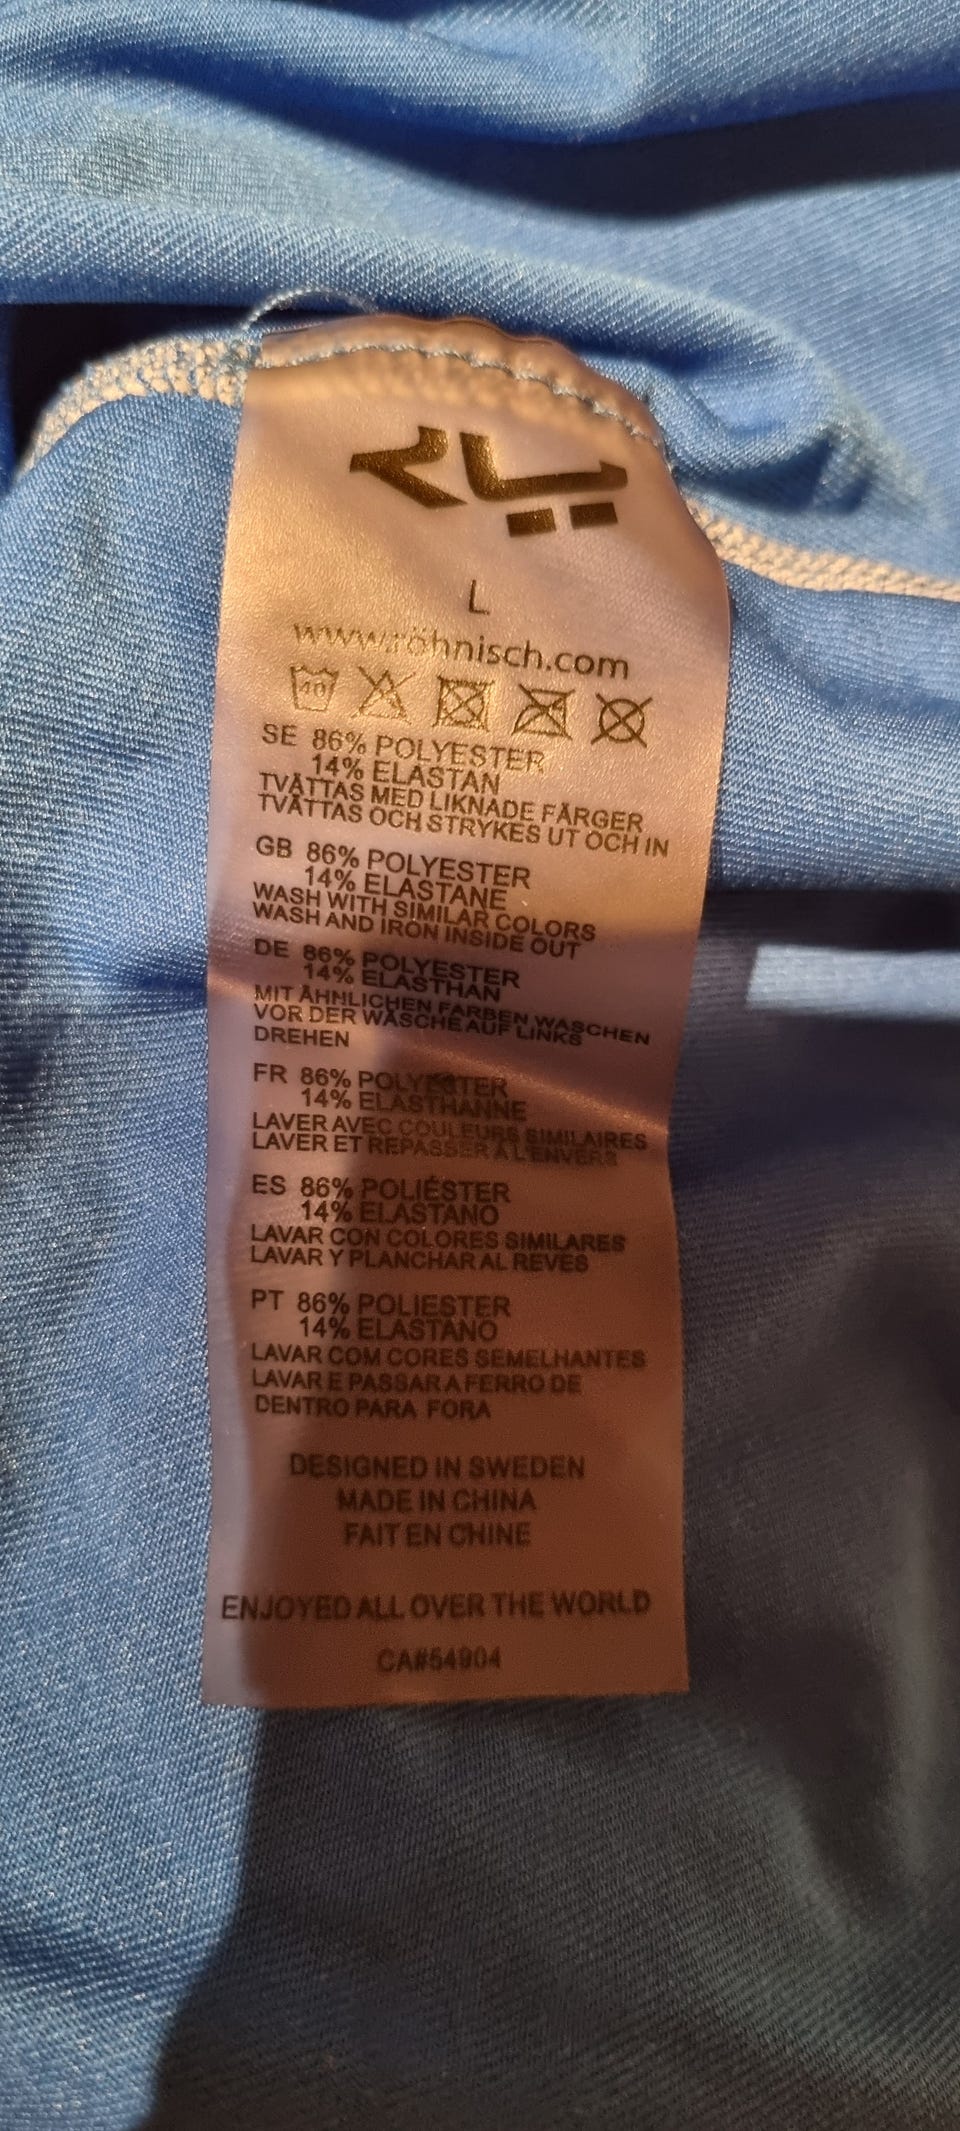 L
www.röhnisch.com
40
SE 86% POLYESTER
14% ELASTAN
TVÄTTAS MED LIKNADE FÄRGER
TVÄTTAS OCH STRYKES UT OCH IN
GB 86% POLYESTER
14% ELASTANE
WASH WITH SIMILAR COLORS
WASH AND IRON INSIDE OUT
DE 86% POLYESTER
14% ELASTHAN
MIT ÄHNLICHEN FARBEN WASCHEN
VOR DER WÄSCHE AUF LINKS
DREHEN
FR 86% POLYESTER
14% ELASTHANNE
LAVER AVEC COULEURS SIMILAIRES
LAVER ET REPASSER A L'ENVERS
ES 86% POLIÉSTER
14% ELASTANO
LAVAR CON COLORES SIMILARES
LAVAR Y PLANCHAR AL REVES
PT 86% POLIESTER
14% ELASTANO
LAVAR COM CORES SEMELHANTES
LAVAR E PASSAR A FERRO DE
DENTRO PARA FORA
DESIGNED IN SWEDEN
MADE IN CHINA
FAIT EN CHINE
ENJOYED ALL OVER THE WORLD
CA#54904